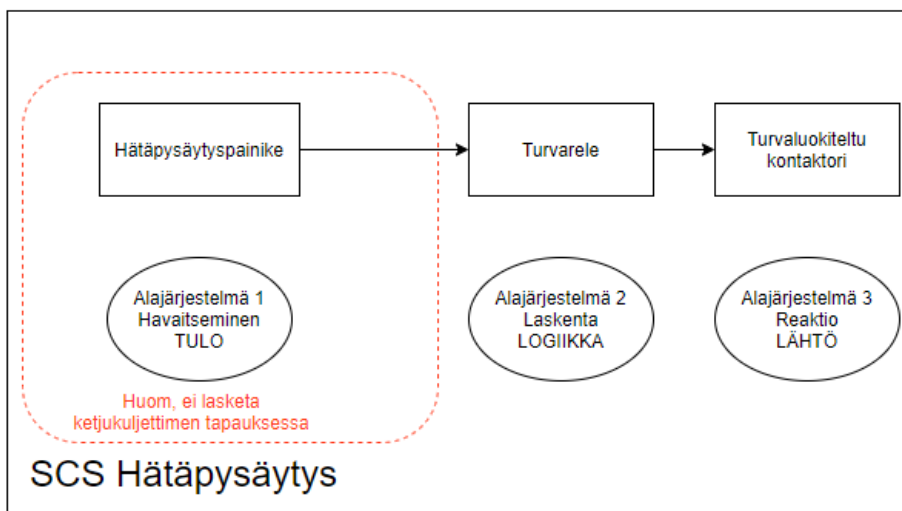 Hätäpysäytyspainike
Turvarele
Turvaluokiteltu
kontaktori
Alajärjestelmä 1
Havaitseminen
TULO
Alajärjestelmä 2
Laskenta
LOGIIKKA
Alajärjestelmä 3
Reaktio
LÄHTÖ
Huom, ei lasketa
ketjukuljettimen tapauksessa
SCS Hätäpysäytys